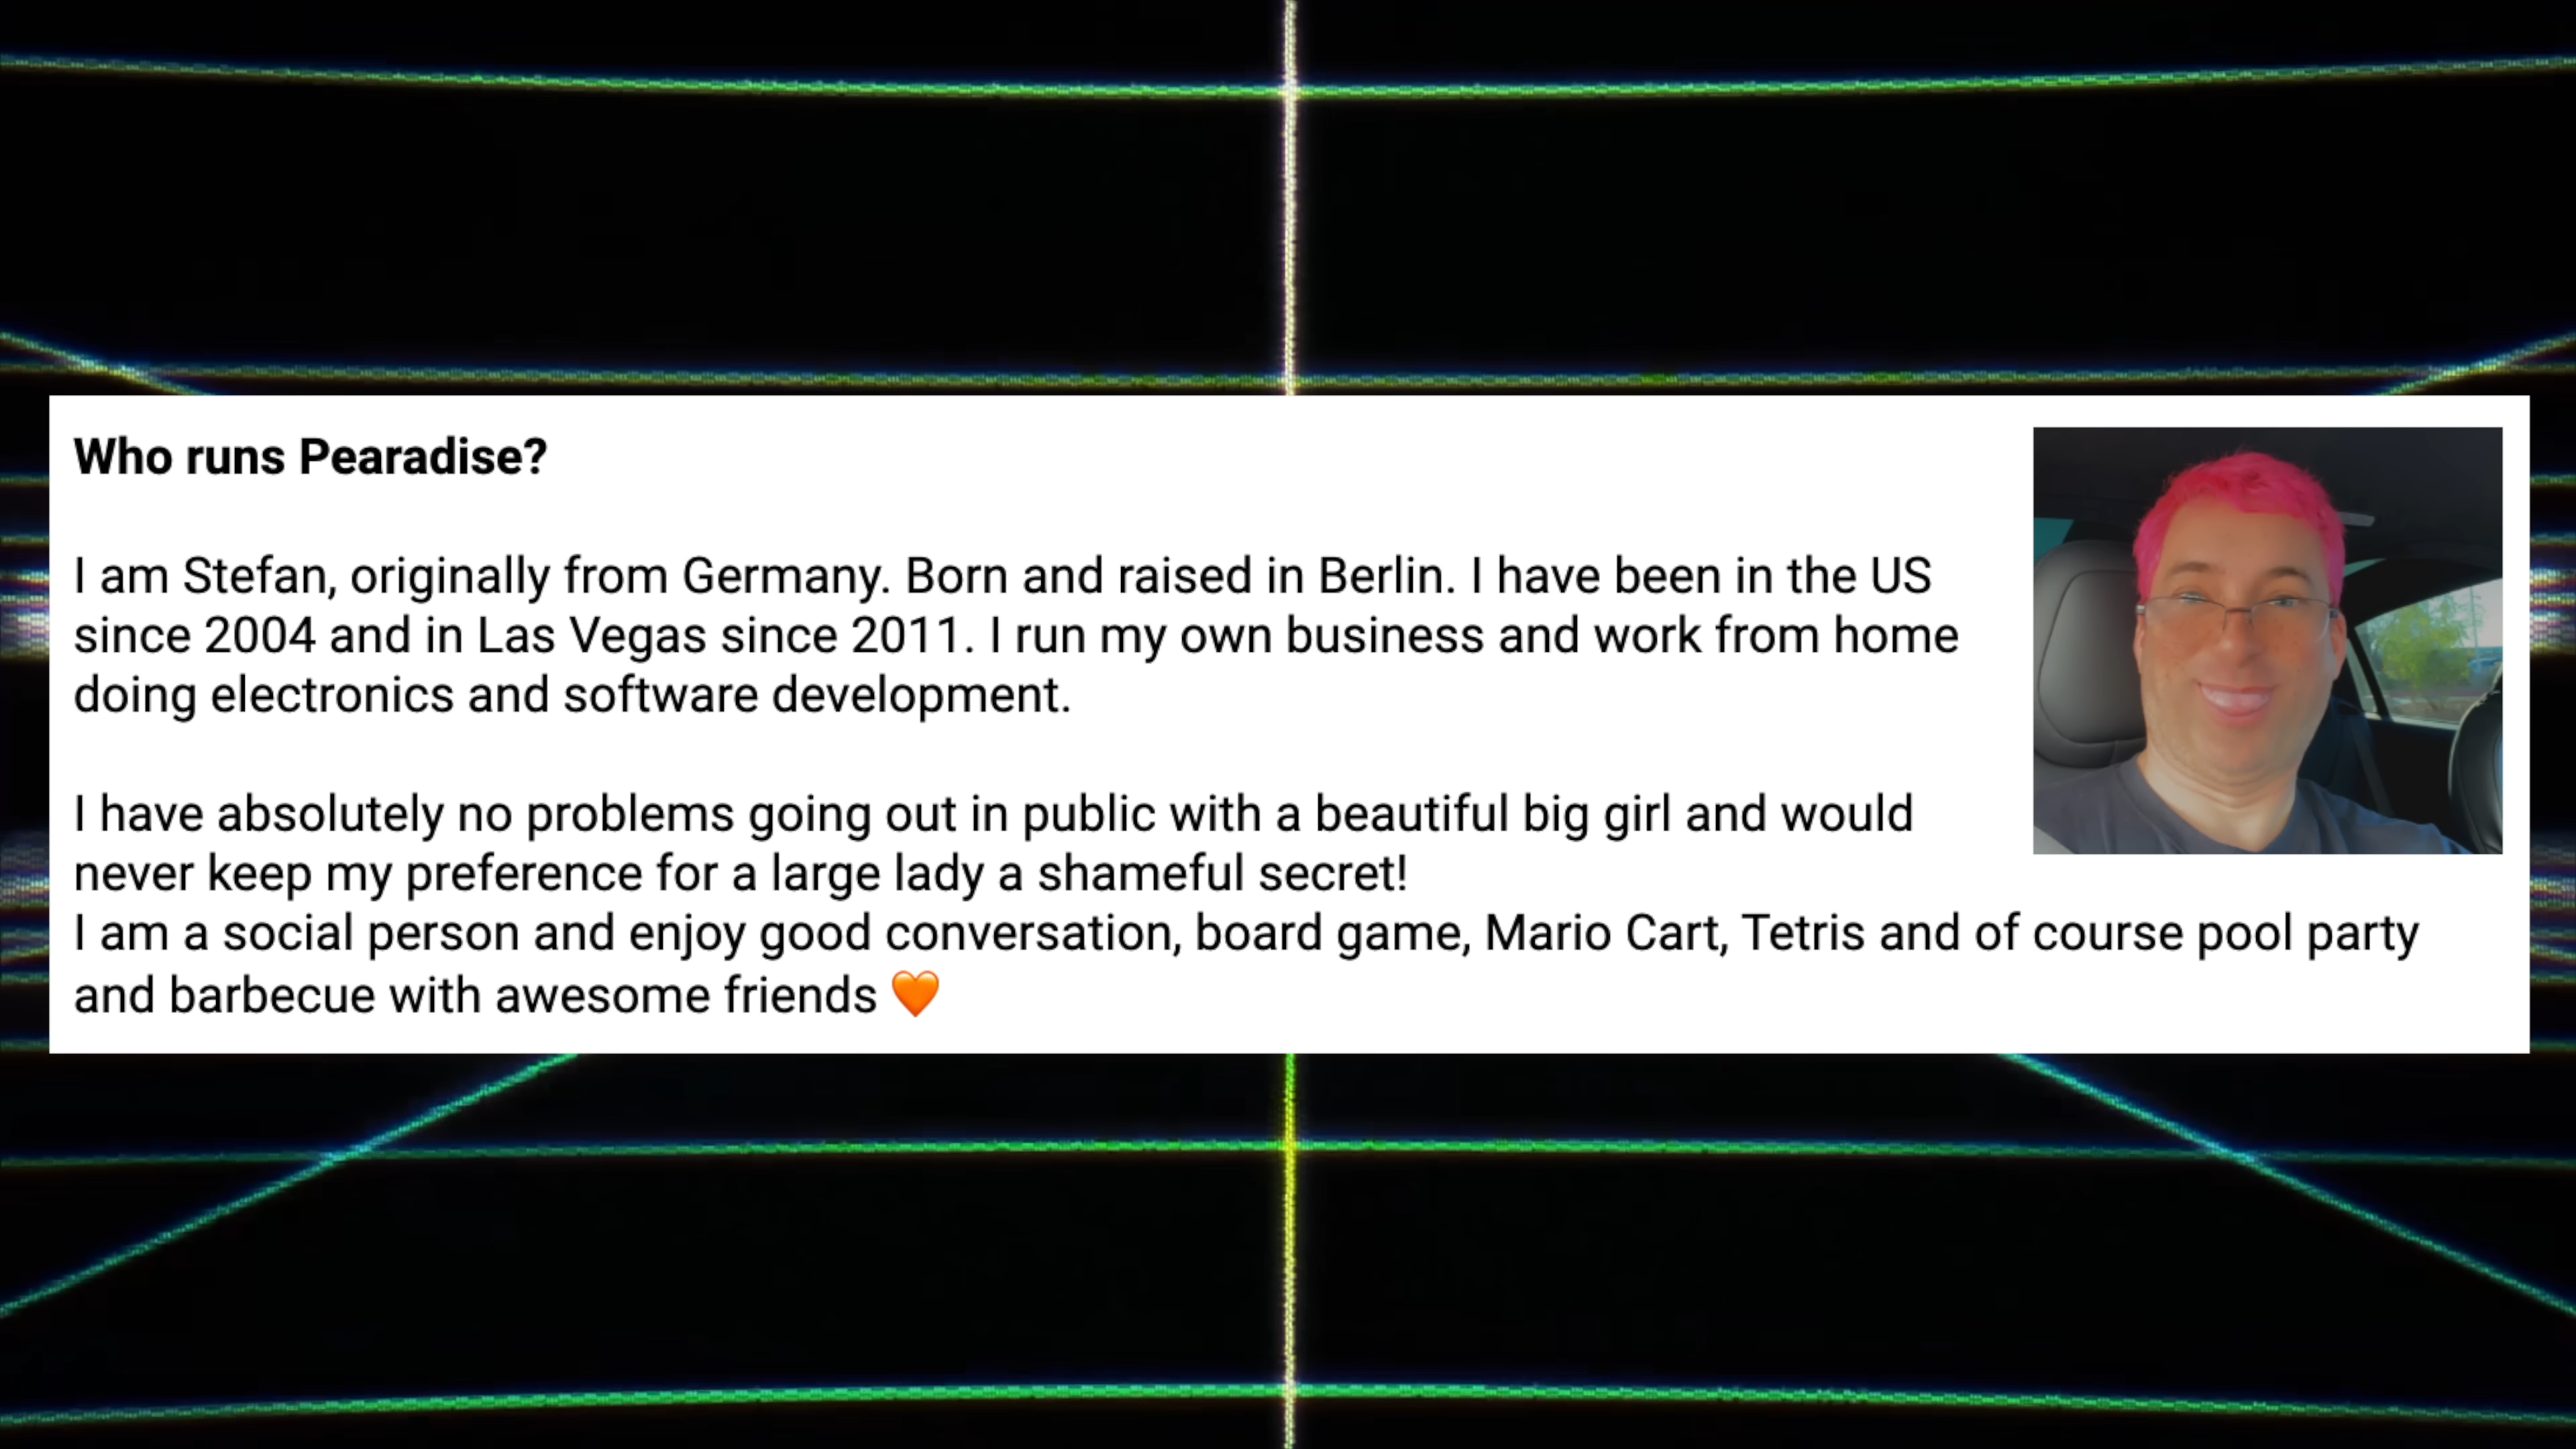 Who runs Pearadise?
I am Stefan, originally from Germany. Born and raised in Berlin. I have been in the US
since 2004 and in Las Vegas since 2011. I run my own business and work from home
doing electronics and software development.
I have absolutely no problems going out in public with a beautiful big girl and would
never keep my preference for a large lady a shameful secret!
I am a social person and enjoy good conversation, board game, Mario Cart, Tetris and of course pool party
and barbecue with awesome friends 🧡